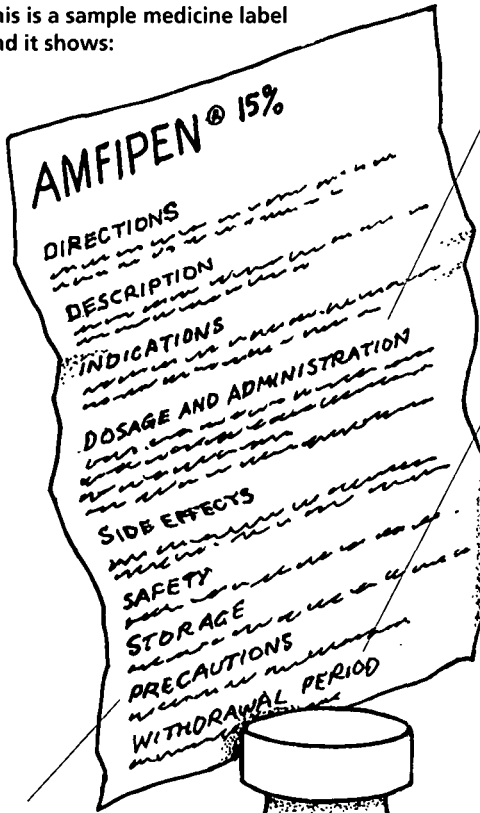 his is a sample medicine label
nd it shows:
AMFIPEN® 15%
DIRECTIONS
DESCRIPTION
INDICATIONS
DOSAGE AND ADMINISTRATION
SIDE EFFECTS
SAFETY
STORAGE
PRECAUTIONS
WITHDRAWAL PERIOD